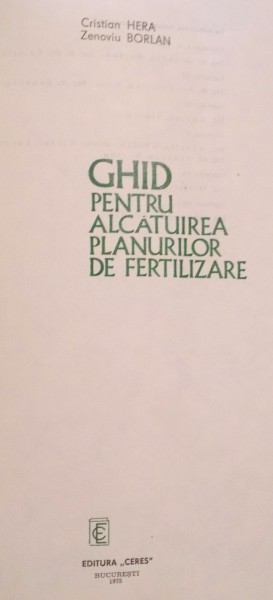 Cristian HERA
Zenoviu BORLAN
GHID
PENTRU
ALCĂTUIREA
PLANURILOR
DE FERTILIZARE
EDITURA „CERES”
BUCUREŞTI